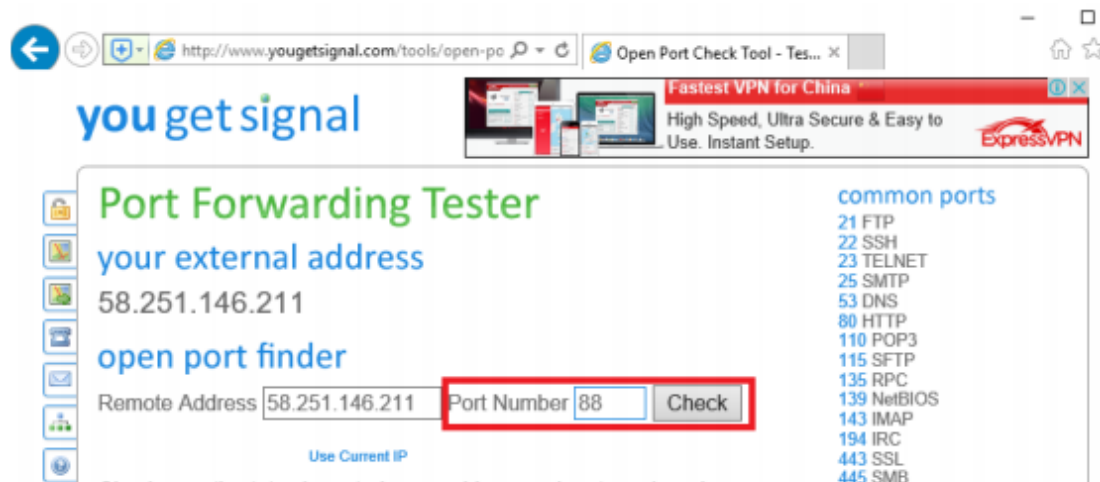 http://www.yougetsignal.com/tools/open-po
Open Port Check Tool - Tes...
you get signal
Fastest VPN for China
High Speed, Ultra Secure & Easy to
Use. Instant Setup.
ExpressVPN
Port Forwarding Tester
your external address
58.251.146.211
open port finder
Remote Address 58.251.146.211 Port Number 88 Check
Use Current IP
common ports
21 FTP
22 SSH
23 TELNET
25 SMTP
53 DNS
80 HTTP
110 POP3
115 SFTP
135 RPC
139 NetBIOS
143 IMAP
194 IRC
443 SSL
445 SMB